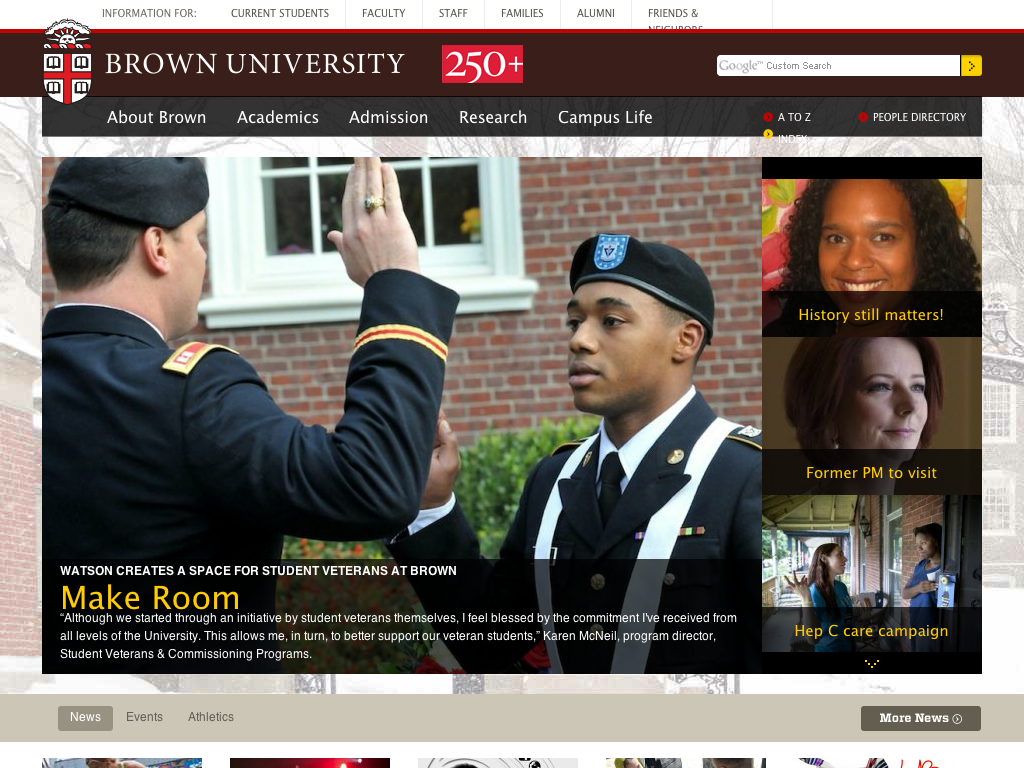 INFORMATION FOR:
CURRENT STUDENTS
FACULTY
STAFF
FAMILIES
ALUMNI
FRIENDS &
NEIGHBORS
BROWN UNIVERSITY
250+
Google™ Custom Search
About Brown
Academics
Admission
Research
Campus Life
A TO Z
INDEX
PEOPLE DIRECTORY
History still matters!
Former PM to visit
Hep C care campaign
WATSON CREATES A SPACE FOR STUDENT VETERANS AT BROWN
Make Room
“Although we started through an initiative by student veterans themselves, I feel blessed by the commitment I've received from
all levels of the University. This allows me, in turn, to better support our veteran students,” Karen McNeil, program director,
Student Veterans & Commissioning Programs.
News
Events
Athletics
More News